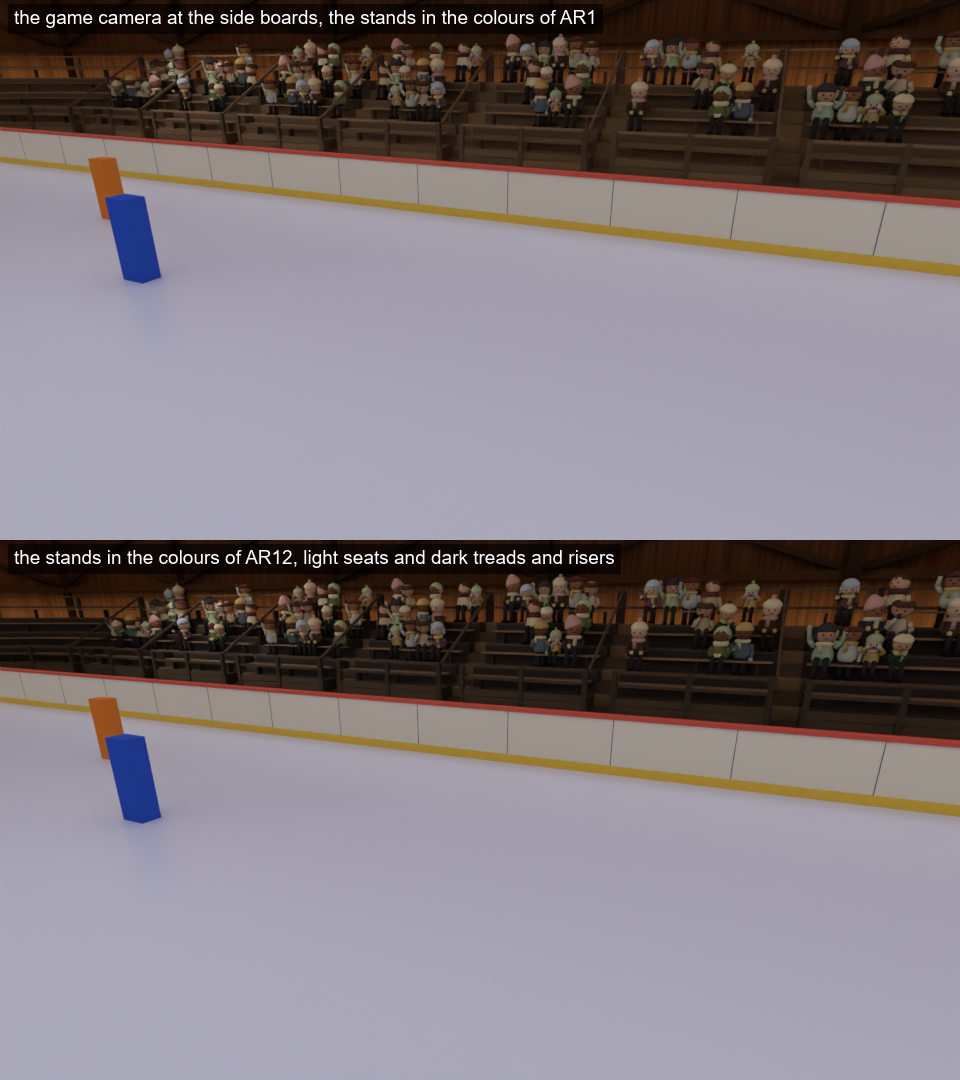 the game camera at the side boards, the stands in the colours of AR1
the stands in the colours of AR12, light seats and dark treads and risers